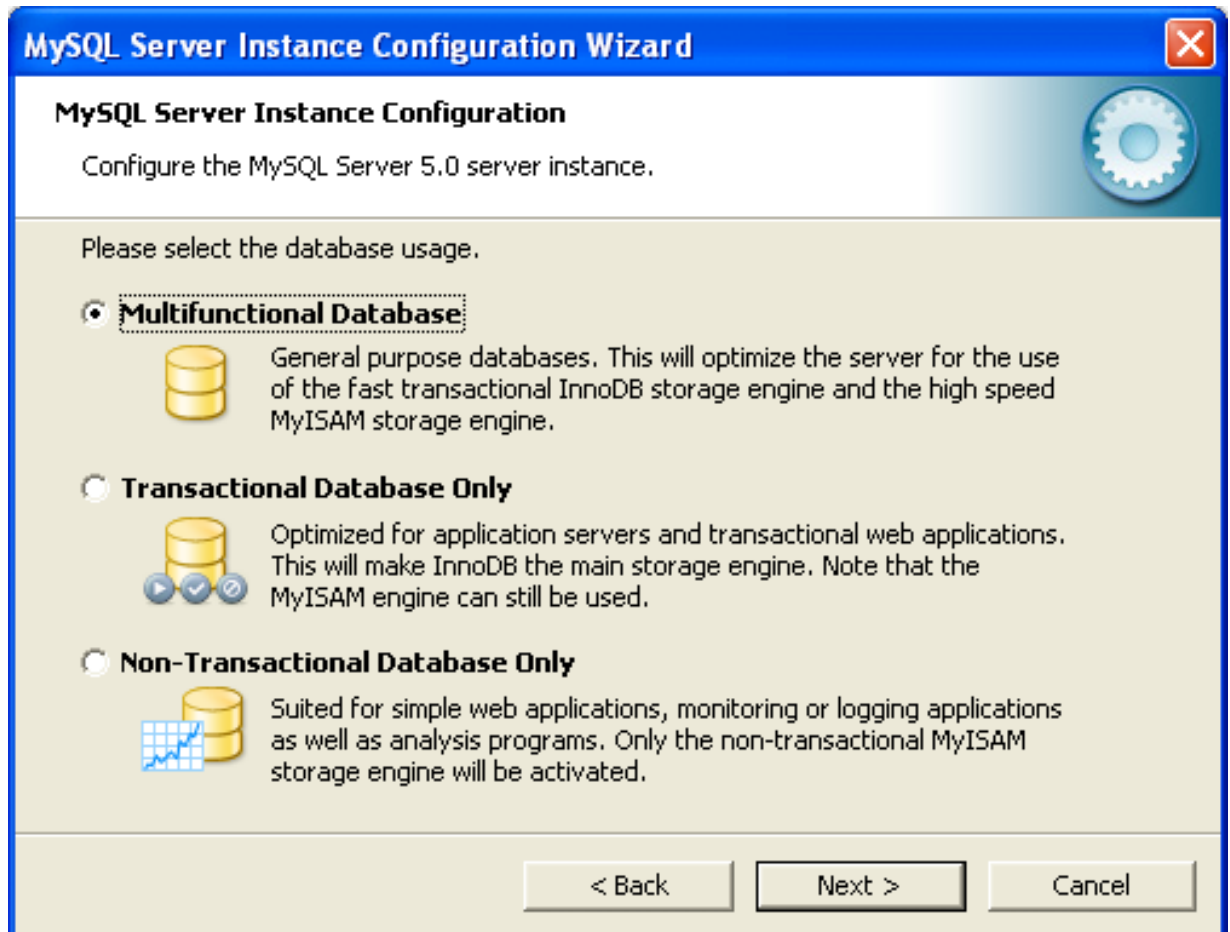 MySQL Server Instance Configuration Wizard
MySQL Server Instance Configuration
Configure the MySQL Server 5.0 server instance.
Please select the database usage.
Multifunctional Database
General purpose databases. This will optimize the server for the use
of the fast transactional InnoDB storage engine and the high speed
MyISAM storage engine.
Transactional Database Only
Optimized for application servers and transactional web applications.
This will make InnoDB the main storage engine. Note that the
MyISAM engine can still be used.
Non-Transactional Database Only
Suited for simple web applications, monitoring or logging applications
as well as analysis programs. Only the non-transactional MyISAM
storage engine will be activated.
< Back Next > Cancel